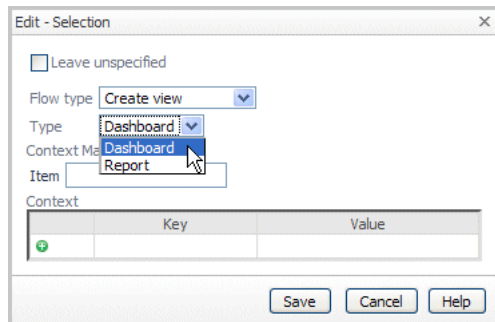 Edit - Selection
Leave unspecified
Flow type Create view
Type Dashboard
Dashboard
Context Ma
Report
Item
Context
Key Value
Save Cancel Help